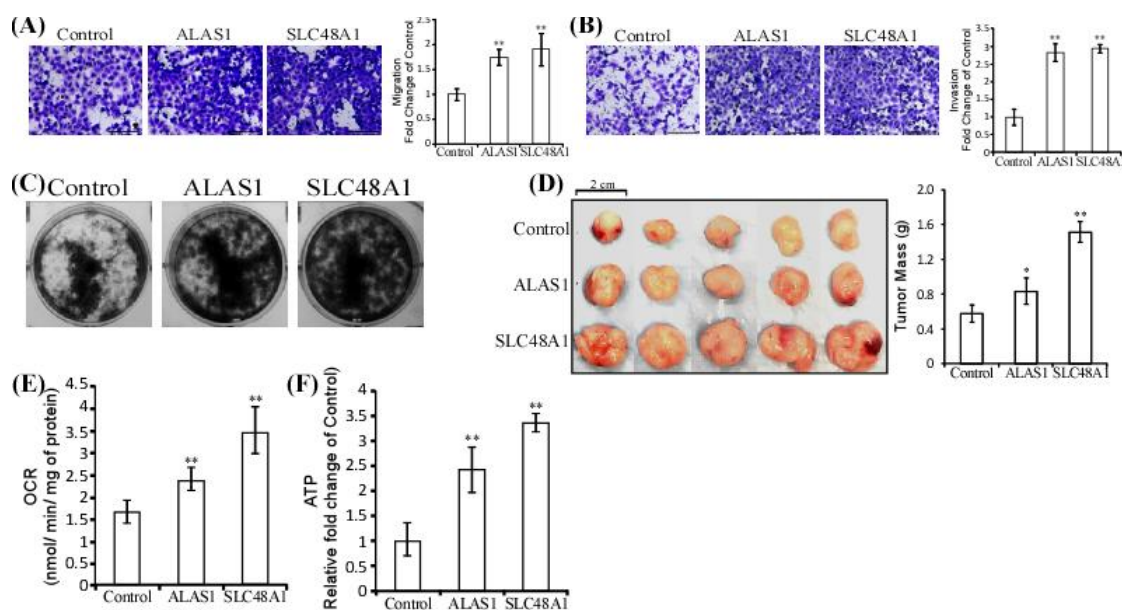 (A)
Control ALAS1 SLC48A1
Migration
Fold Change of Control
2.5
2
1.5
1
0.5
0
**
**
Control ALAS1 SLC48A1
(B)
Control ALAS1 SLC48A1
Invasion
Fold Change of Control
3.5
3
2.5
2
1.5
1
0.5
0
**
**
Control ALAS1 SLC48A1
(C)
Control ALAS1 SLC48A1
(D)
2 cm
Control
ALAS1
SLC48A1
Tumor Mass (g)
2.0
1.6
1.2
0.8
0.4
0
*
**
Control ALAS1 SLC48A1
(E)
OCR
(nmol/ min/ mg of protein)
4.5
4
3.5
3
2.5
2
1.5
1
0.5
0
**
**
Control ALAS1 SLC48A1
(F)
ATP
Relative fold change of Control)
4
3.5
3
2.5
2
1.5
1
0.5
0
**
**
Control ALAS1 SLC48A1